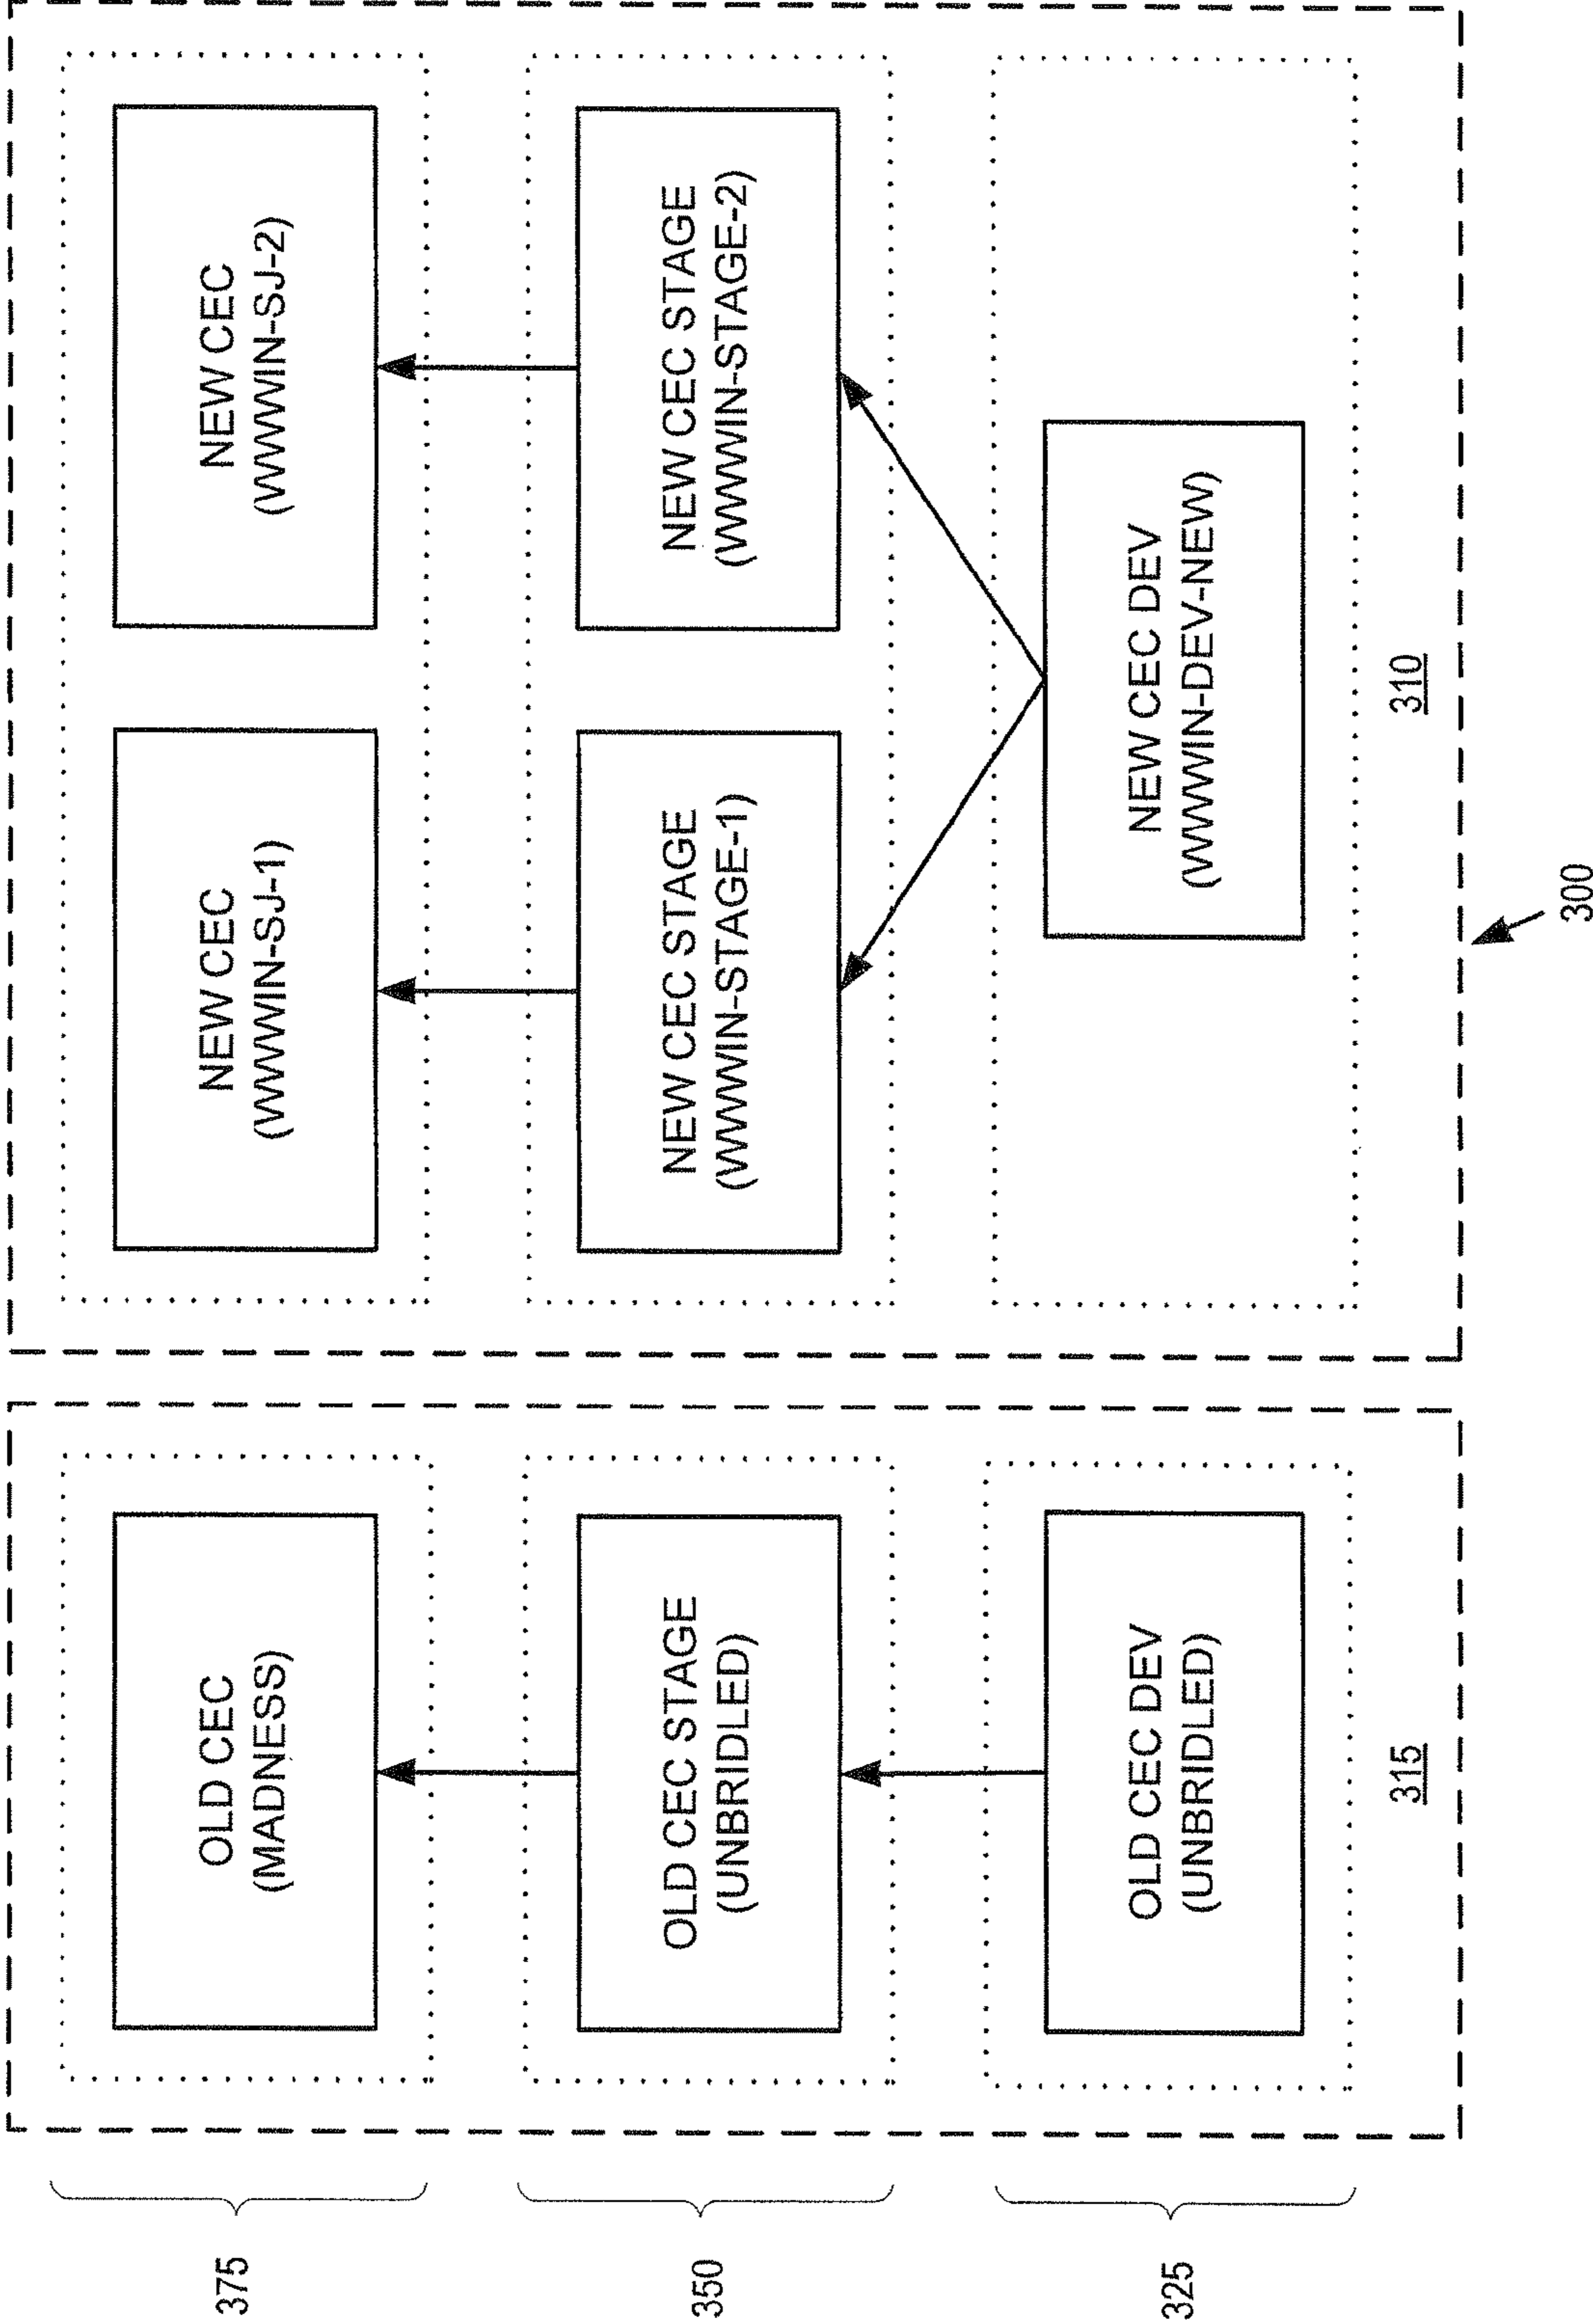 375
OLD CEC
(MADNESS)
NEW CEC
(WWWIN-SJ-1)
NEW CEC
(WWWIN-SJ-2)
350
OLD CEC STAGE
(UNBRIDLED)
NEW CEC STAGE
(WWWIN-STAGE-1)
NEW CEC STAGE
(WWWIN-STAGE-2)
325
OLD CEC DEV
(UNBRIDLED)
NEW CEC DEV
(WWWIN-DEV-NEW)
315
310
300